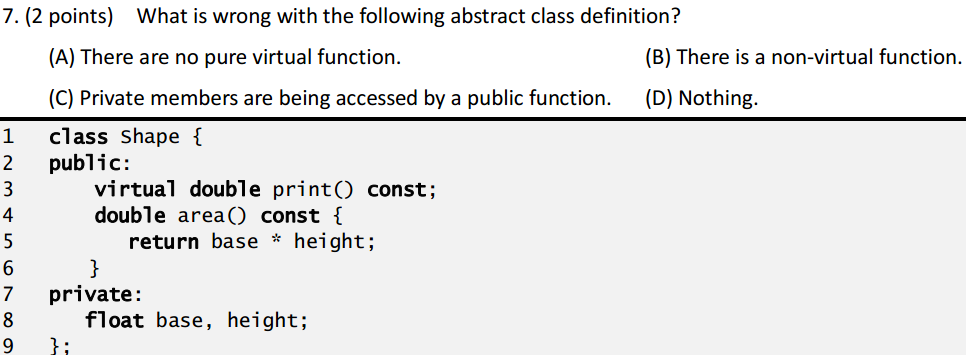 7. (2 points) What is wrong with the following abstract class definition?
(A) There are no pure virtual function. (B) There is a non-virtual function.
(C) Private members are being accessed by a public function. (D) Nothing.
1 class Shape {
2 public:
3 virtual double print() const;
4 double area() const {
5 return base * height;
6 }
7 private:
8 float base, height;
9 };